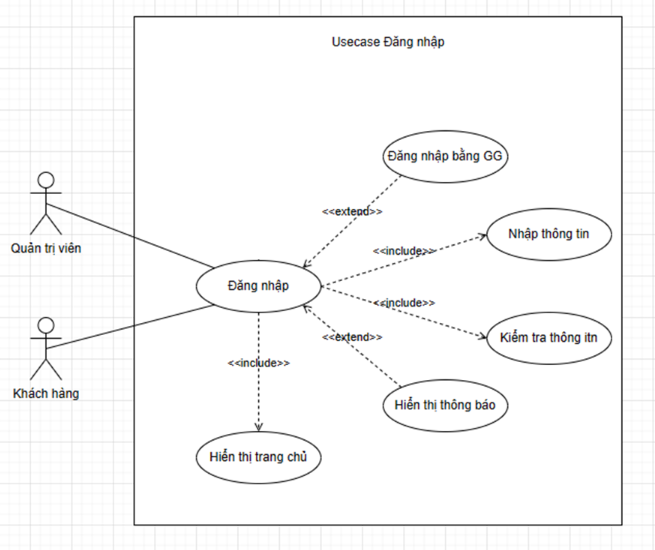 Usecase Đăng nhập
Đăng nhập bằng GG
<<extend>>
Nhập thông tin
<<include>>
Quản trị viên
Đăng nhập
<<include>>
Kiểm tra thông itn
<<extend>>
<<include>>
Khách hàng
Hiển thị thông báo
Hiển thị trang chủ